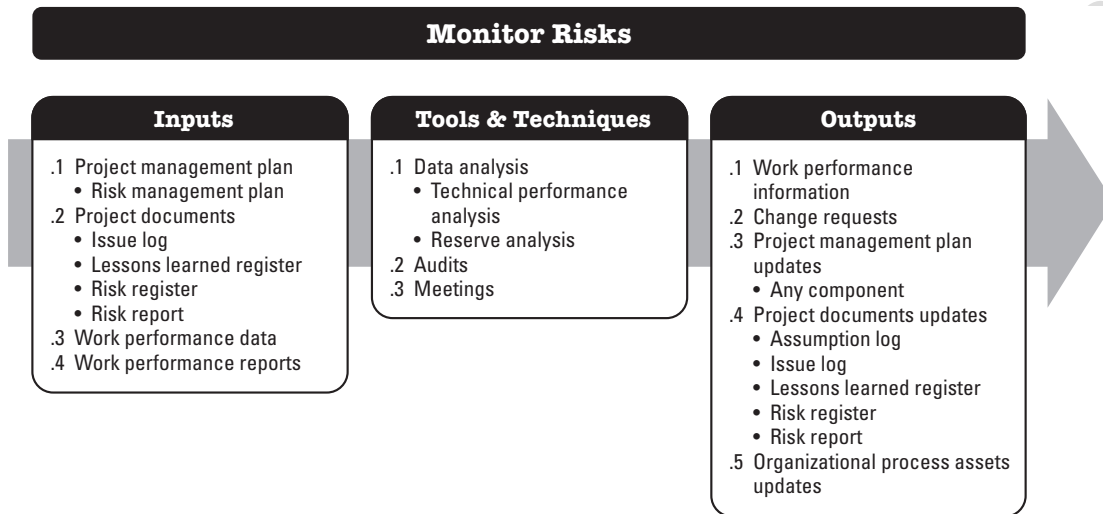 Monitor Risks
Inputs
.1 Project management plan
• Risk management plan
.2 Project documents
• Issue log
• Lessons learned register
• Risk register
• Risk report
.3 Work performance data
.4 Work performance reports
Tools & Techniques
.1 Data analysis
• Technical performance
analysis
• Reserve analysis
.2 Audits
.3 Meetings
Outputs
.1 Work performance
information
.2 Change requests
.3 Project management plan
updates
• Any component
.4 Project documents updates
• Assumption log
• Issue log
• Lessons learned register
• Risk register
• Risk report
.5 Organizational process assets
updates